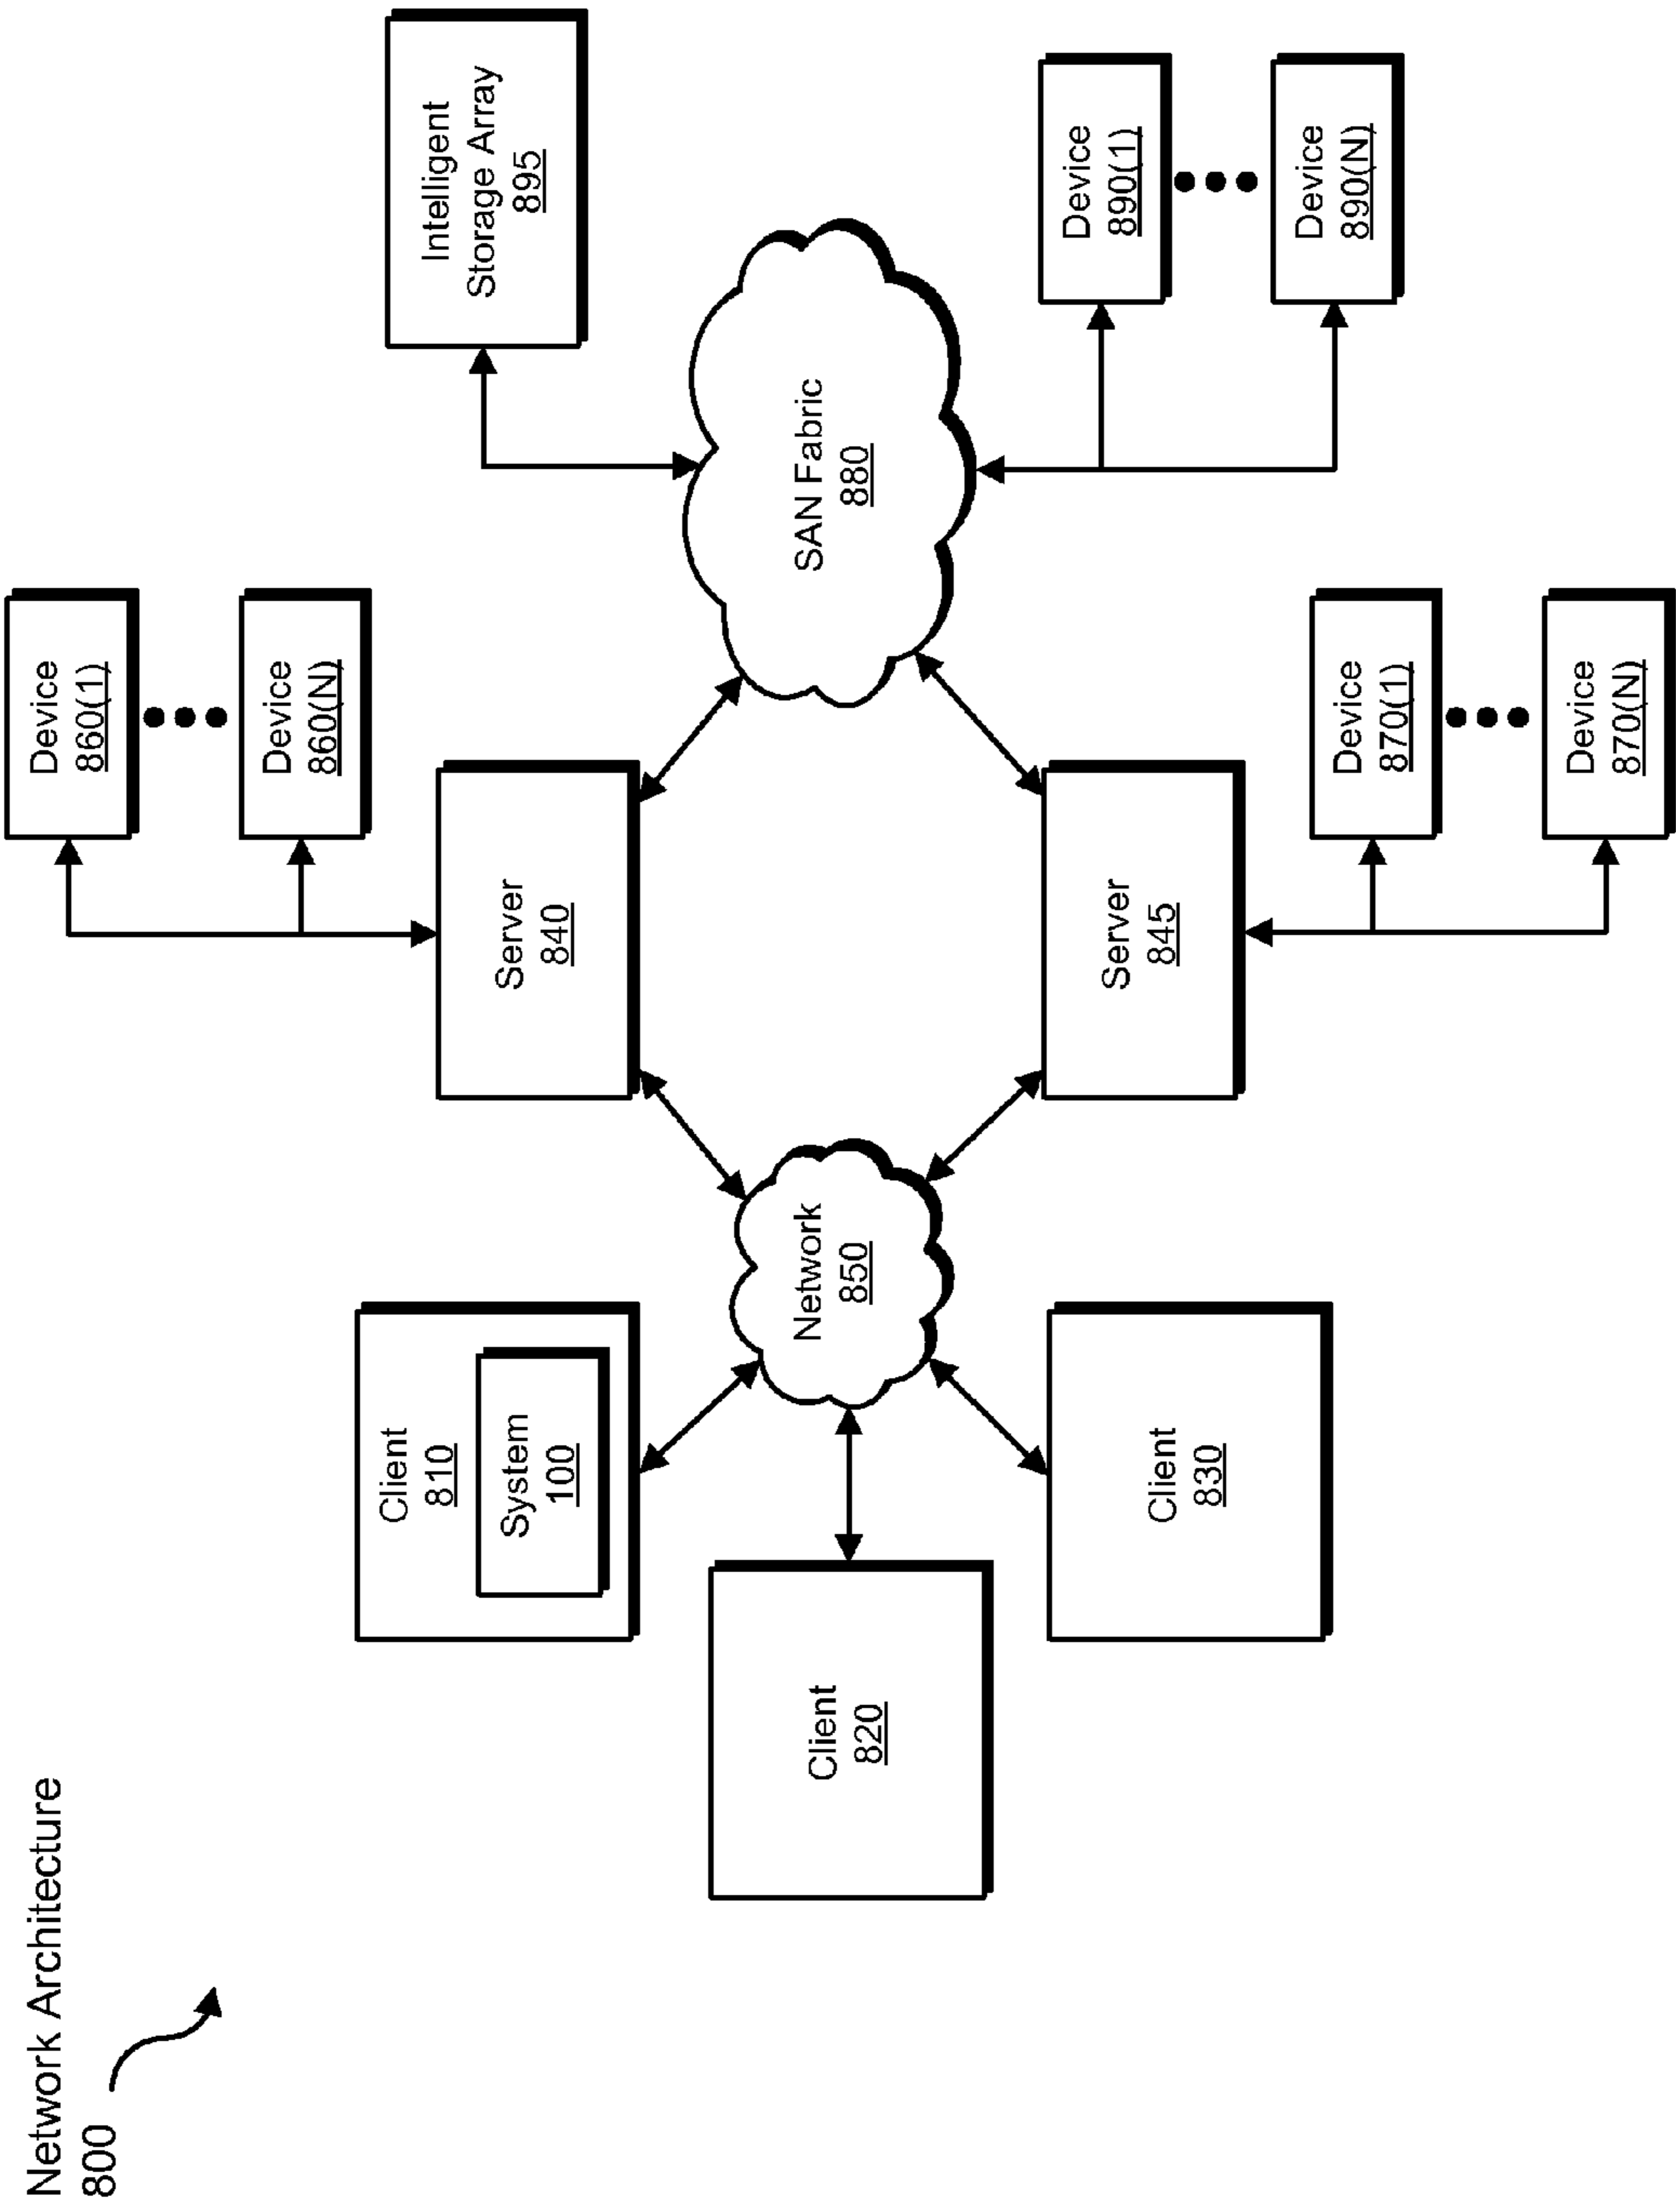 Network Architecture
800
Client
810
System
100
Client
820
Client
830
Network
850
Server
840
Server
845
Device
860(1)
Device
860(N)
Device
870(1)
Device
870(N)
SAN Fabric
880
Intelligent
Storage Array
895
Device
890(1)
Device
890(N)